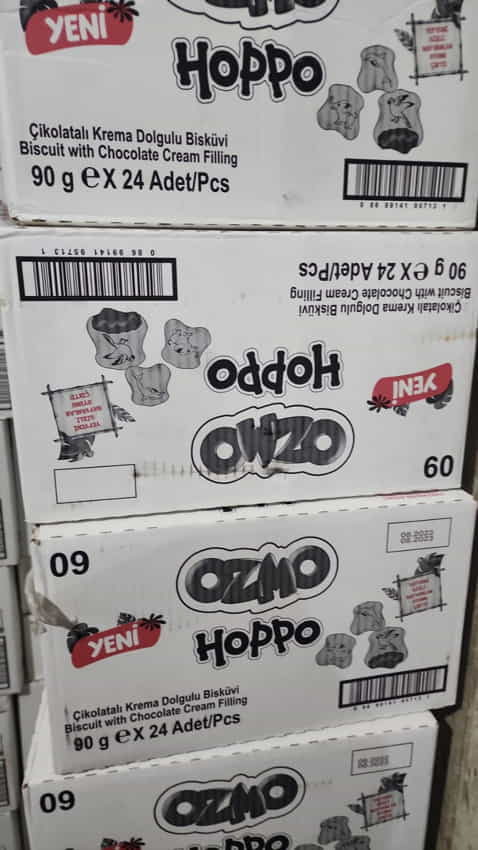 YENİ
HOPPO
Çikolatalı Krema Dolgulu Bisküvi
Biscuit with Chocolate Cream Filling
90 g e X 24 Adet/Pcs
90 g e X 24 Adet/Pcs
Biscuit with Chocolate Cream Filling
Çikolatalı Krema Dolgulu Bisküvi
YENİ
HOPPO
OZMO
09
09
OZMO
YENİ
HOPPO
Çikolatalı Krema Dolgulu Bisküvi
Biscuit with Chocolate Cream Filling
90 g e X 24 Adet/Pcs
09
OZMO
HOPPO